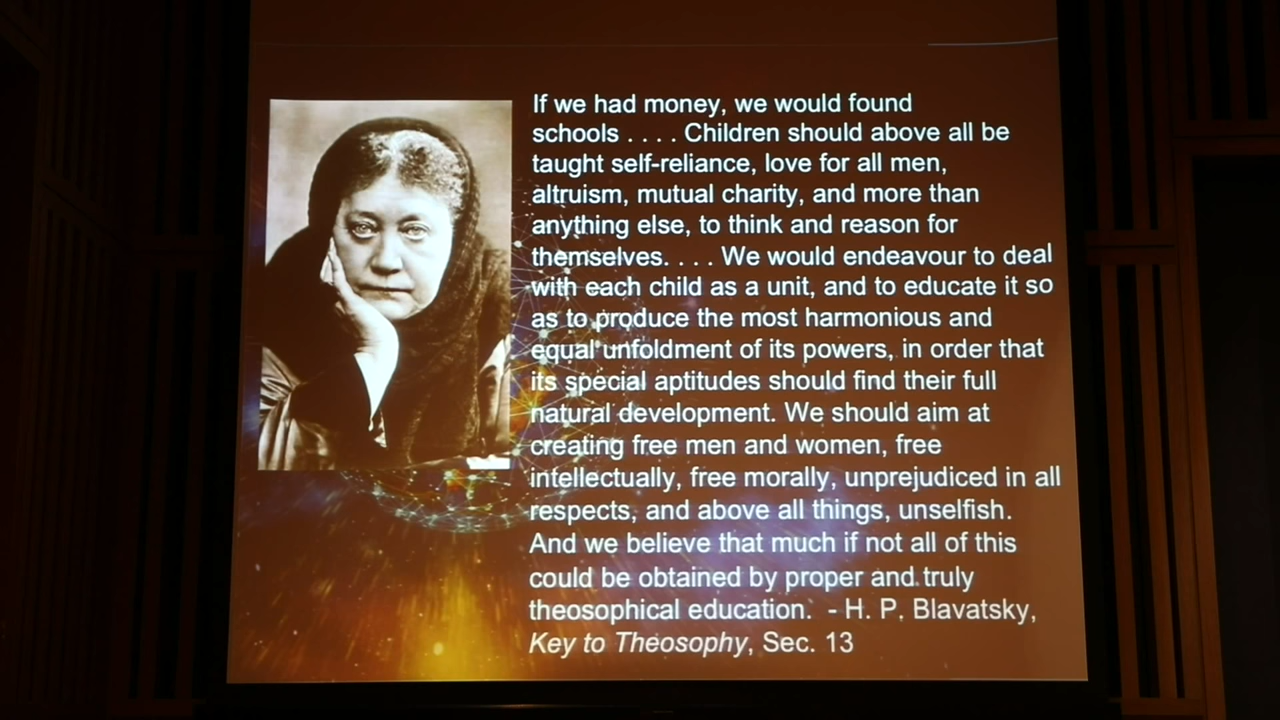 If we had money, we would found
schools . . . . Children should above all be
taught self-reliance, love for all men,
altruism, mutual charity, and more than
anything else, to think and reason for
themselves. . . . We would endeavour to deal
with each child as a unit, and to educate it so
as to produce the most harmonious and
equal unfoldment of its powers, in order that
its special aptitudes should find their full
natural development. We should aim at
creating free men and women, free
intellectually, free morally, unprejudiced in all
respects, and above all things, unselfish.
And we believe that much if not all of this
could be obtained by proper and truly
theosophical education. - H. P. Blavatsky,
Key to Theosophy, Sec. 13